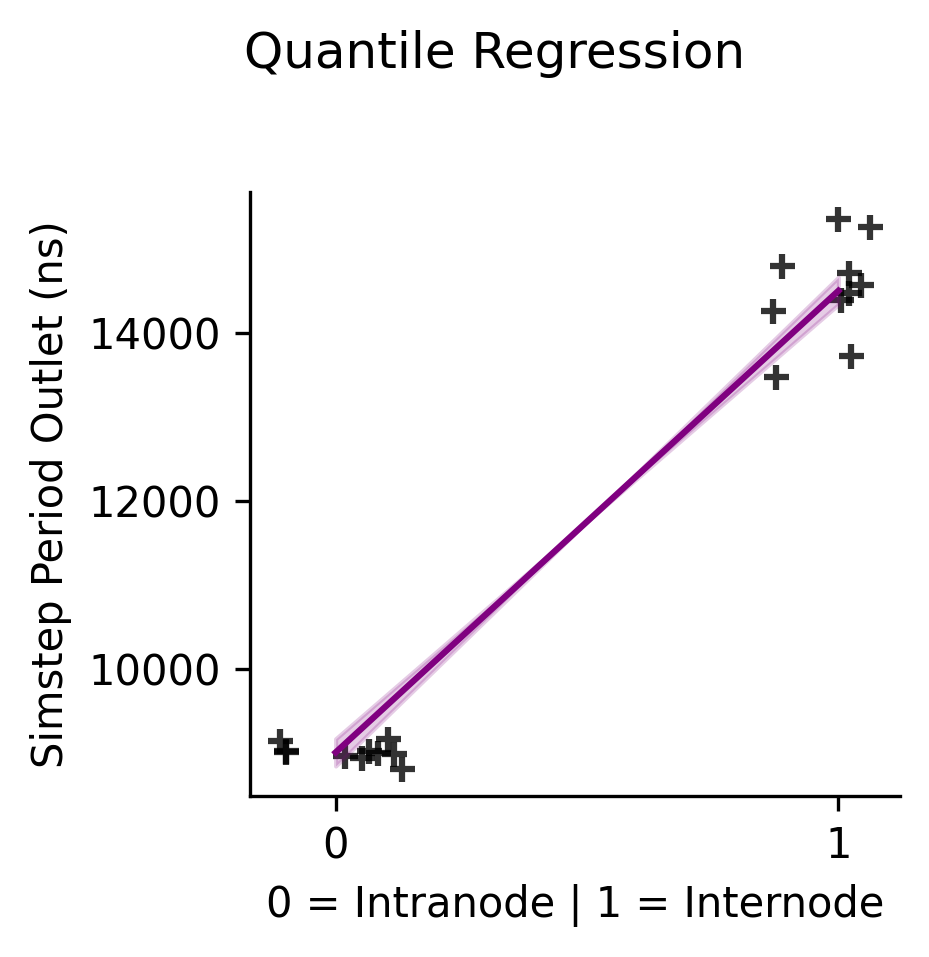 Quantile Regression
Simstep Period Outlet (ns)
14000
12000
10000
0 1
0 = Intranode | 1 = Internode